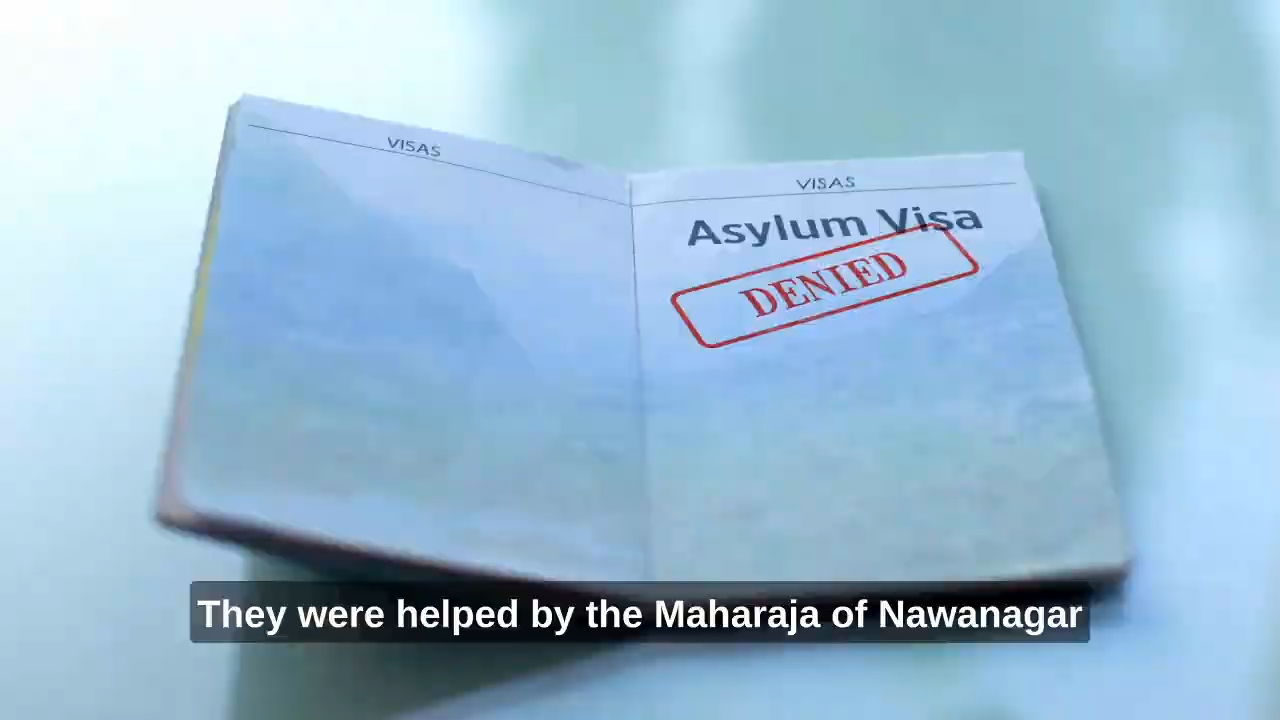 VISAS
VISAS
Asylum Visa
DENIED
They were helped by the Maharaja of Nawanagar